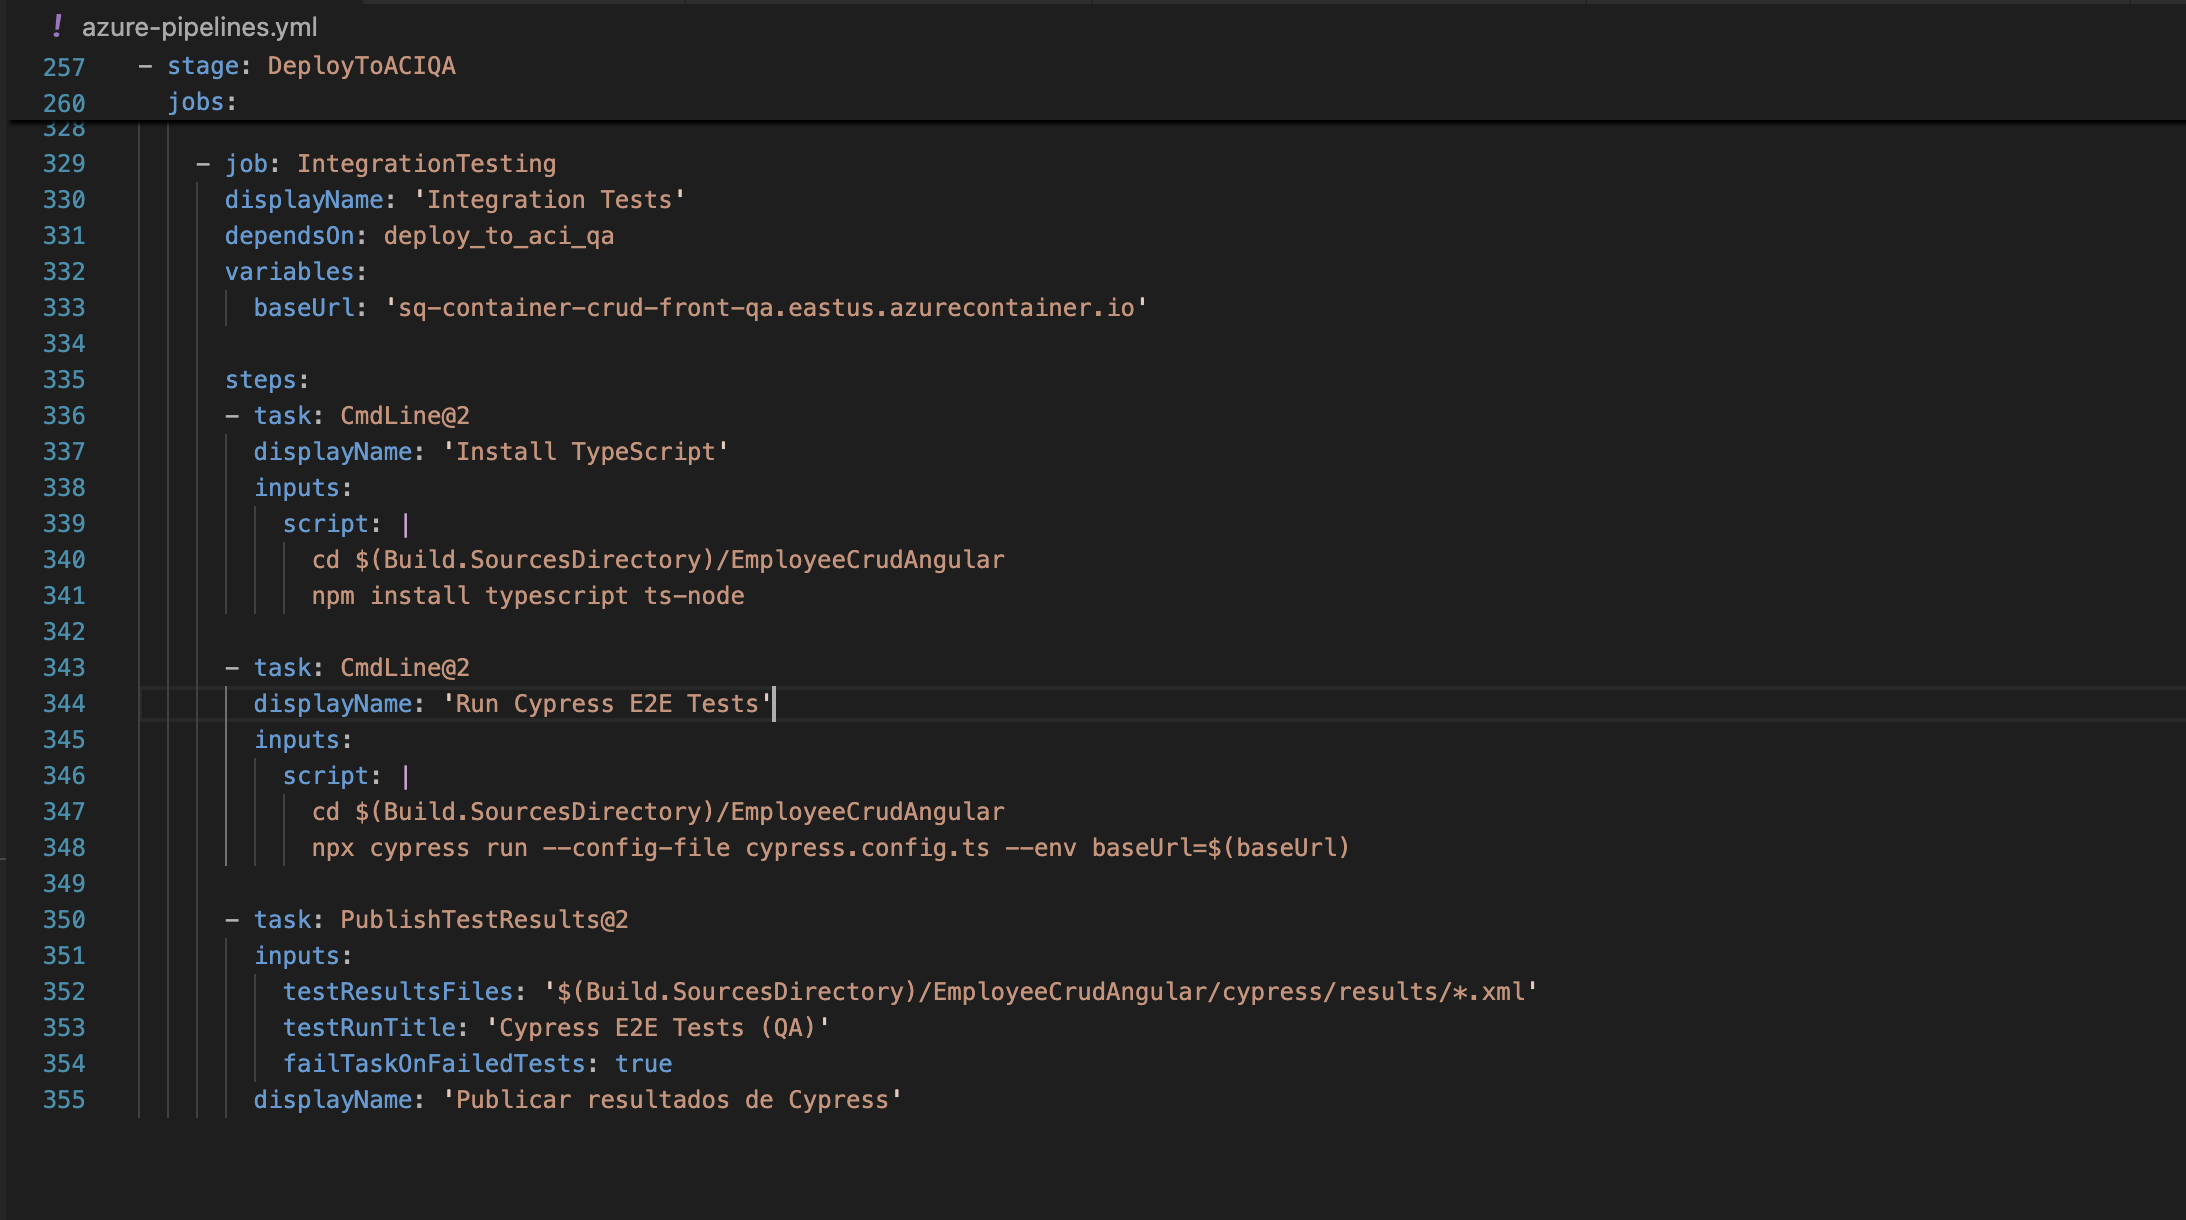 ! azure-pipelines.yml
257 - stage: DeployToACIQA
260 jobs:
328
329 - job: IntegrationTesting
330 displayName: 'Integration Tests'
331 dependsOn: deploy_to_aci_qa
332 variables:
333 baseUrl: 'sq-container-crud-front-qa.eastus.azurecontainer.io'
334
335 steps:
336 - task: CmdLine@2
337 displayName: 'Install TypeScript'
338 inputs:
339 script: |
340 cd $(Build.SourcesDirectory)/EmployeeCrudAngular
341 npm install typescript ts-node
342
343 - task: CmdLine@2
344 displayName: 'Run Cypress E2E Tests'
345 inputs:
346 script: |
347 cd $(Build.SourcesDirectory)/EmployeeCrudAngular
348 npx cypress run --config-file cypress.config.ts --env baseUrl=$(baseUrl)
349
350 - task: PublishTestResults@2
351 inputs:
352 testResultsFiles: '$(Build.SourcesDirectory)/EmployeeCrudAngular/cypress/results/*.xml'
353 testRunTitle: 'Cypress E2E Tests (QA)'
354 failTaskOnFailedTests: true
355 displayName: 'Publicar resultados de Cypress'